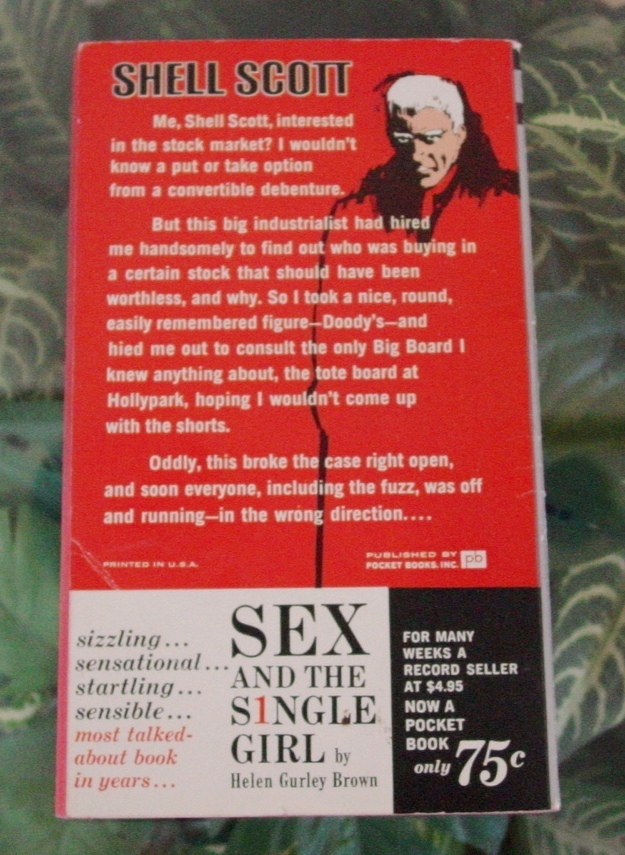 SHELL SCOTT
Me, Shell Scott, interested
in the stock market? I wouldn't
know a put or take option
from a convertible debenture.
But this big industrialist had hired
me handsomely to find out who was buying in
a certain stock that should have been
worthless, and why. So I took a nice, round,
easily remembered figure—Doody's—and
hied me out to consult the only Big Board I
knew anything about, the tote board at
Hollypark, hoping I wouldn't come up
with the shorts.
Oddly, this broke the case right open,
and soon everyone, including the fuzz, was off
and running—in the wrong direction....
PRINTED IN U.S.A.
PUBLISHED BY
POCKET BOOKS, INC. pb
sizzling...
sensational...
startling...
sensible...
most talked-
about book
in years...
SEX
AND THE
S1NGLE
GIRL by
Helen Gurley Brown
FOR MANY
WEEKS A
RECORD SELLER
AT $4.95
NOW A
POCKET
BOOK
only 75c